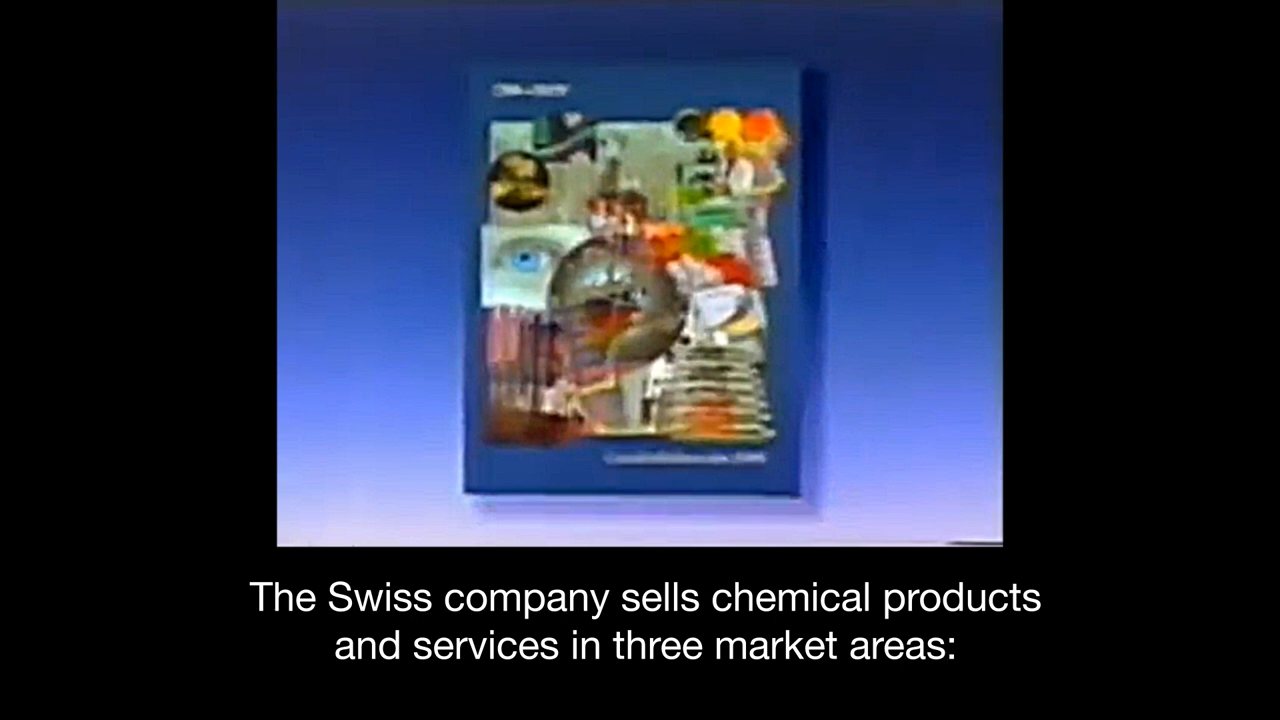 The Swiss company sells chemical products
and services in three market areas: